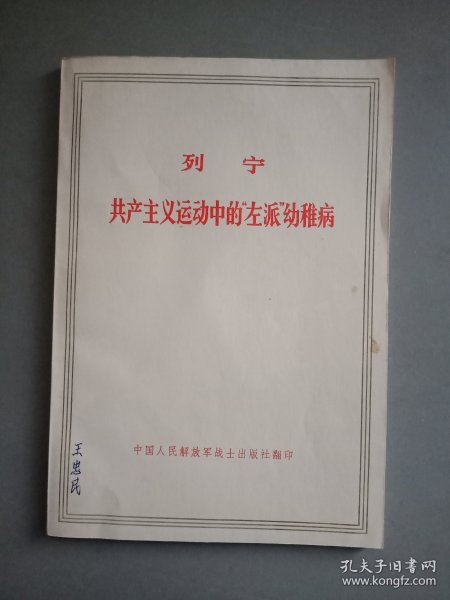 列宁
共产主义运动中的“左派”幼稚病
中国人民解放军战士出版社翻印
王忠民
孔夫子旧书网
www.kongfz.com